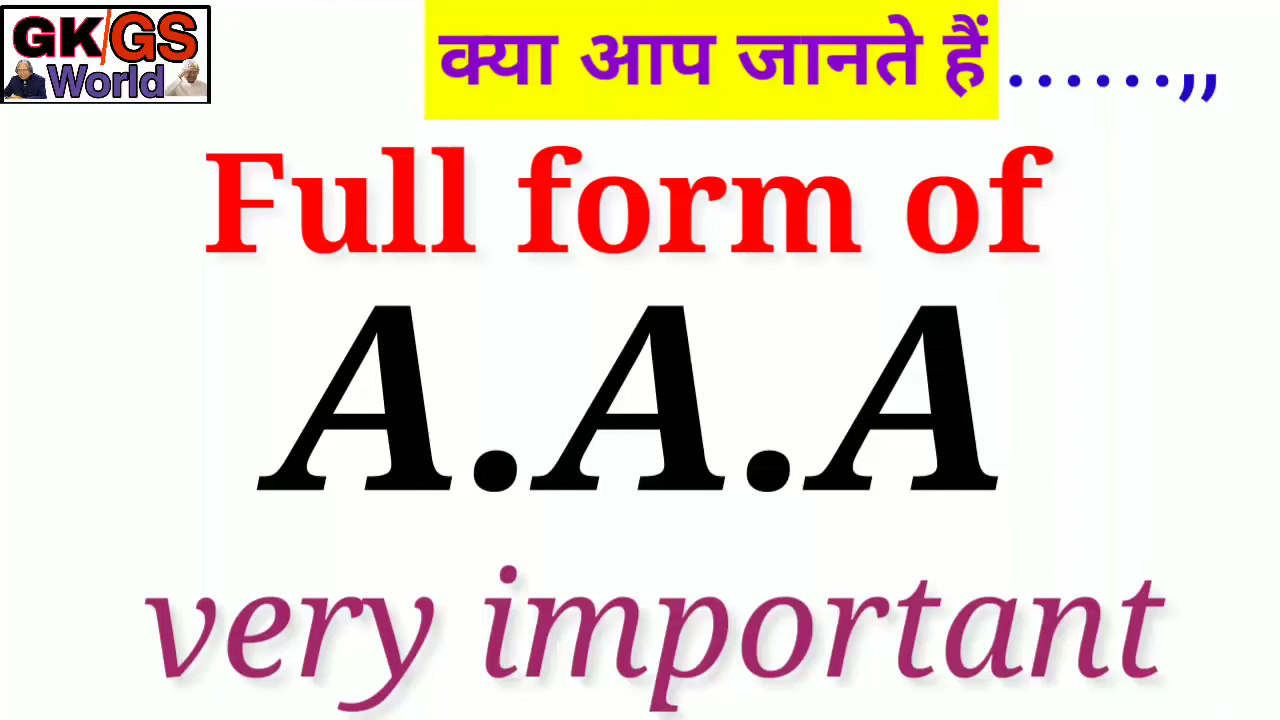 GK/GS
World
क्या आप जानते हैं ......,,
Full form of
A.A.A
very important